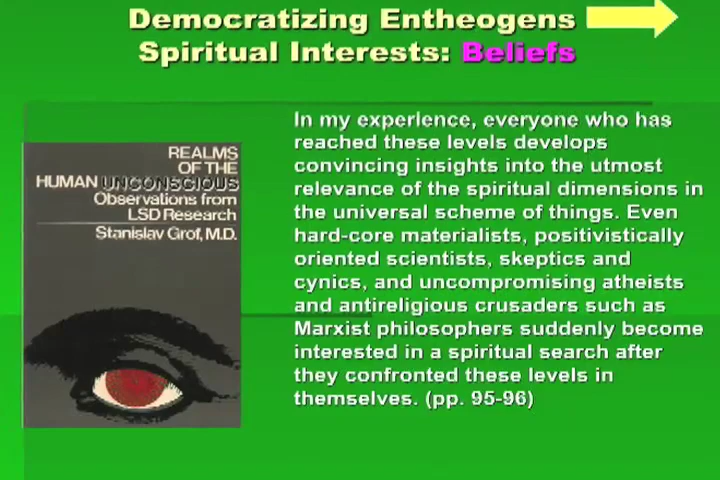 Democratizing Entheogens
Spiritual Interests: Beliefs
REALMS
OF THE
HUMAN UNCONSCIOUS
Observations from
LSD Research
Stanislav Grof, M.D.
In my experience, everyone who has
reached these levels develops
convincing insights into the utmost
relevance of the spiritual dimensions in
the universal scheme of things. Even
hard-core materialists, positivistically
oriented scientists, skeptics and
cynics, and uncompromising atheists
and antireligious crusaders such as
Marxist philosophers suddenly become
interested in a spiritual search after
they confronted these levels in
themselves. (pp. 95-96)